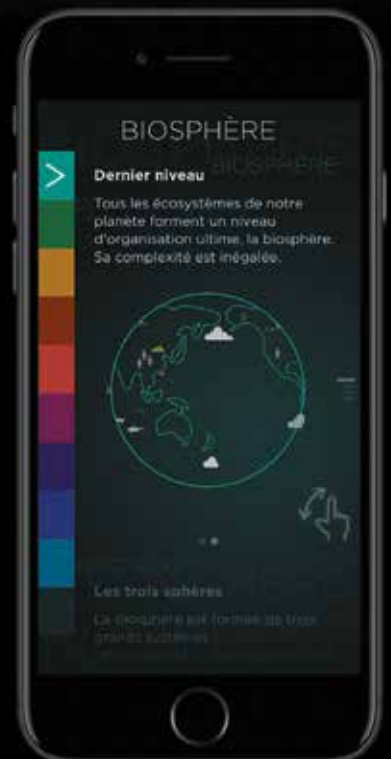 BIOSPHÈRE
BIOSPHÈRE
Dernier niveau
Tous les écosystèmes de notre
planète forment un niveau
d'organisation ultime, la biosphère.
Sa complexité est inégalée.
Les trois sphères
La biosphère est formée de trois
grands systèmes